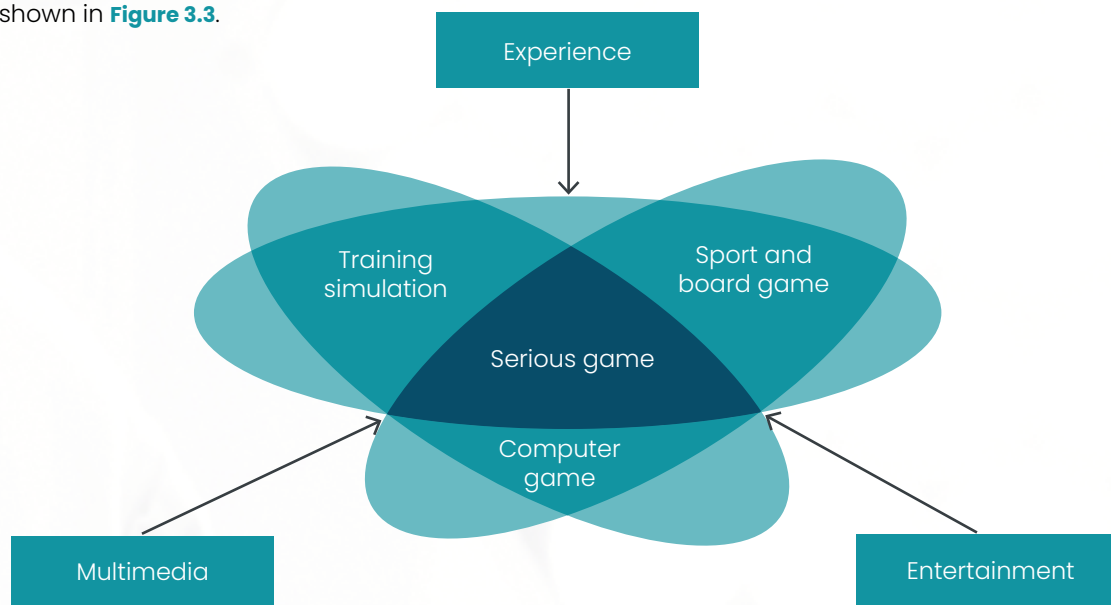 shown in Figure 3.3.
Experience
Training
simulation
Sport and
board game
Serious game
Computer
game
Multimedia
Entertainment